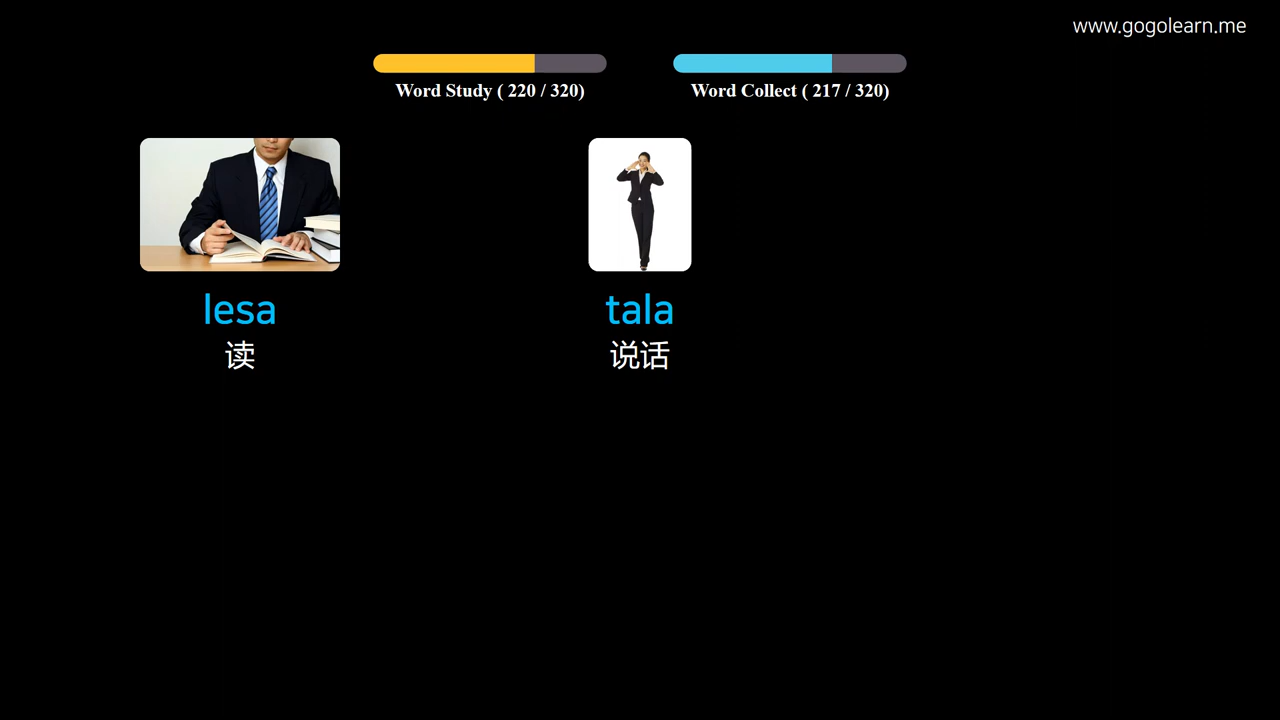 www.gogolearn.me
Word Study ( 220 / 320)
Word Collect ( 217 / 320)
lesa
读
tala
说话